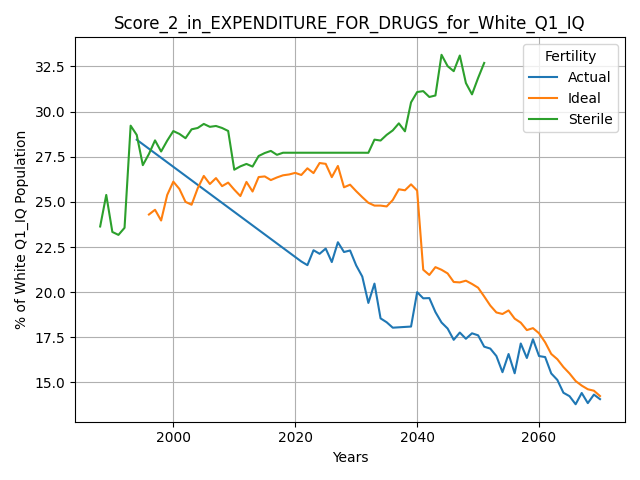 Score_2_in_EXPENDITURE_FOR_DRUGS_for_White_Q1_IQ
Fertility
Actual
Ideal
Sterile
% of White Q1_IQ Population
32.5
30.0
27.5
25.0
22.5
20.0
17.5
15.0
2000
2020
2040
2060
Years